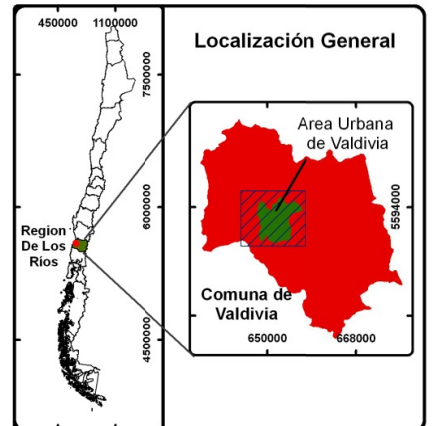 450000 1100000
7500000
6000000
4500000
Region
De Los
Rios
Localización General
Area Urbana
de Valdivia
5594000
Comuna de
Valdivia
650000
668000